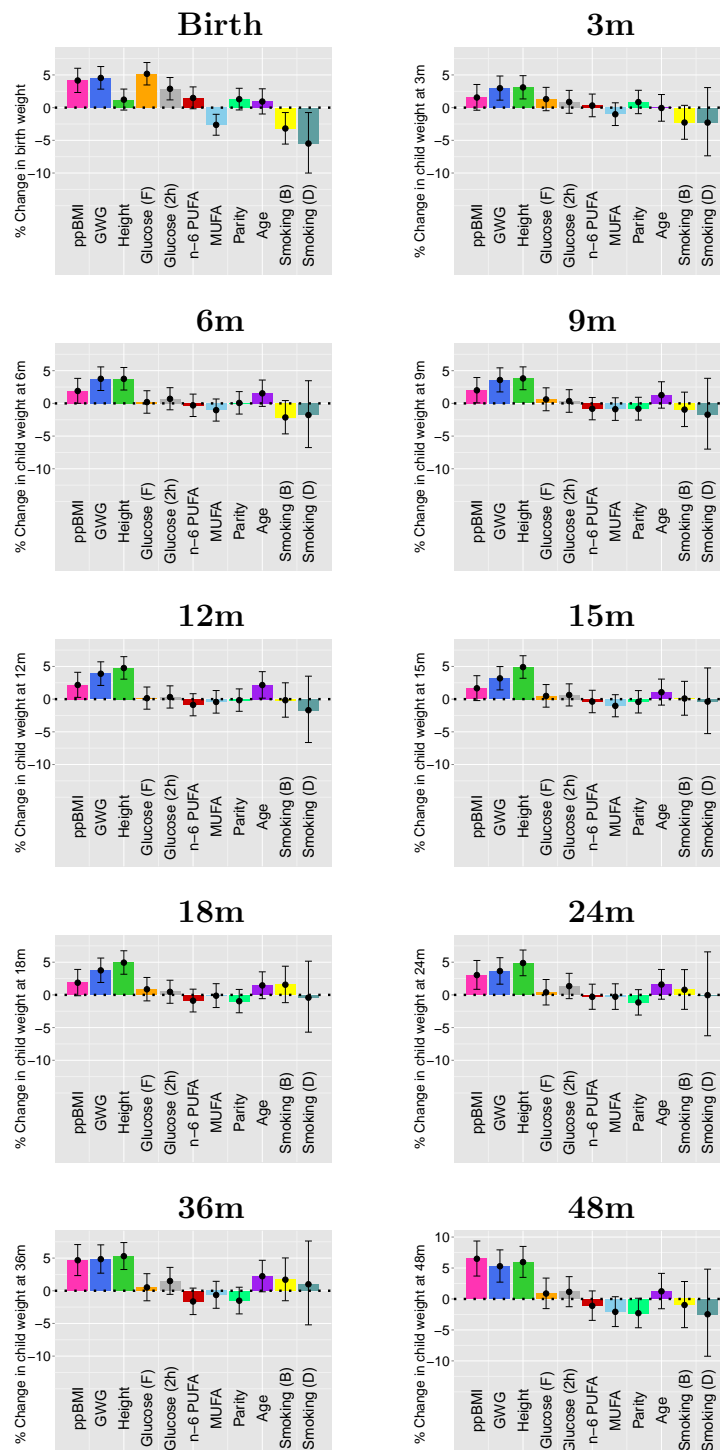 Birth
% Change in birth weight
5
0
−5
−10
ppBMI
GWG
Height
Glucose (F)
Glucose (2h)
n−6 PUFA
MUFA
Parity
Age
Smoking (B)
Smoking (D)
3m
% Change in child weight at 3m
5
0
−5
−10
ppBMI
GWG
Height
Glucose (F)
Glucose (2h)
n−6 PUFA
MUFA
Parity
Age
Smoking (B)
Smoking (D)
6m
% Change in child weight at 6m
5
0
−5
−10
ppBMI
GWG
Height
Glucose (F)
Glucose (2h)
n−6 PUFA
MUFA
Parity
Age
Smoking (B)
Smoking (D)
9m
% Change in child weight at 9m
5
0
−5
−10
ppBMI
GWG
Height
Glucose (F)
Glucose (2h)
n−6 PUFA
MUFA
Parity
Age
Smoking (B)
Smoking (D)
12m
% Change in child weight at 12m
5
0
−5
−10
ppBMI
GWG
Height
Glucose (F)
Glucose (2h)
n−6 PUFA
MUFA
Parity
Age
Smoking (B)
Smoking (D)
15m
% Change in child weight at 15m
5
0
−5
−10
ppBMI
GWG
Height
Glucose (F)
Glucose (2h)
n−6 PUFA
MUFA
Parity
Age
Smoking (B)
Smoking (D)
18m
% Change in child weight at 18m
5
0
−5
−10
ppBMI
GWG
Height
Glucose (F)
Glucose (2h)
n−6 PUFA
MUFA
Parity
Age
Smoking (B)
Smoking (D)
24m
% Change in child weight at 24m
5
0
−5
−10
ppBMI
GWG
Height
Glucose (F)
Glucose (2h)
n−6 PUFA
MUFA
Parity
Age
Smoking (B)
Smoking (D)
36m
% Change in child weight at 36m
5
0
−5
−10
ppBMI
GWG
Height
Glucose (F)
Glucose (2h)
n−6 PUFA
MUFA
Parity
Age
Smoking (B)
Smoking (D)
48m
% Change in child weight at 48m
10
5
0
−5
−10
ppBMI
GWG
Height
Glucose (F)
Glucose (2h)
n−6 PUFA
MUFA
Parity
Age
Smoking (B)
Smoking (D)